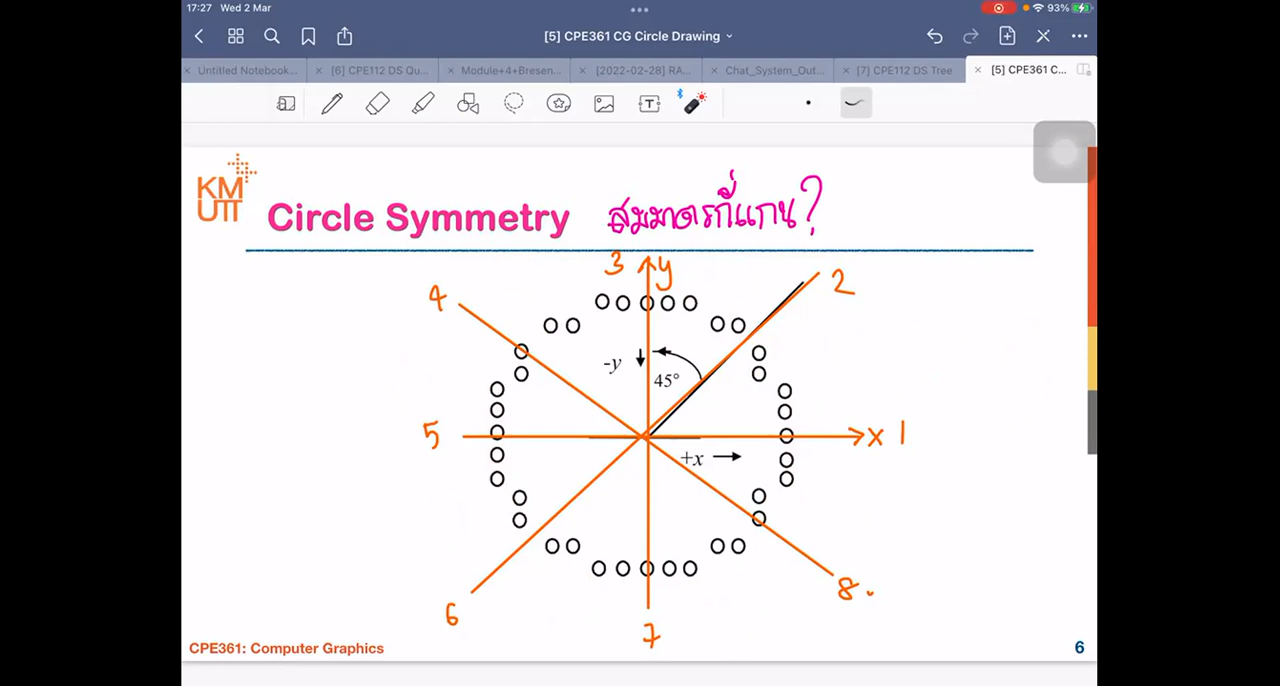 17:27 Wed 2 Mar
93%
[5] CPE361 CG Circle Drawing
Untitled Notebook...
[6] CPE112 DS Qu...
Module+4+Bresen...
[2022-02-28] RA...
Chat_System_Out...
[7] CPE112 DS Tree
[5] CPE361 C...
T
KM
UTT
Circle Symmetry สมมาตรกี่แกน?
3 y
2
4
-y
45°
5
x 1
+x
8.
6
7
CPE361: Computer Graphics
6